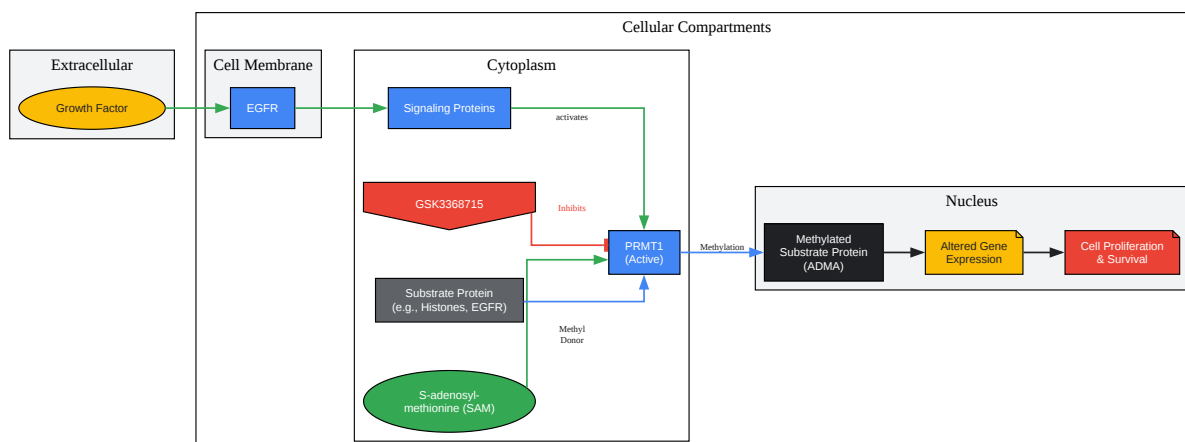 Cellular Compartments
Extracellular
Cell Membrane
Cytoplasm
Growth Factor
EGFR
Signaling Proteins
activates
GSK3368715
Inhibits
PRMT1
(Active)
Methylation
Substrate Protein
(e.g., Histones, EGFR)
Methyl
Donor
S-adenosyl-
methionine (SAM)
Nucleus
Methylated
Substrate Protein
(ADMA)
Altered Gene
Expression
Cell Proliferation
& Survival